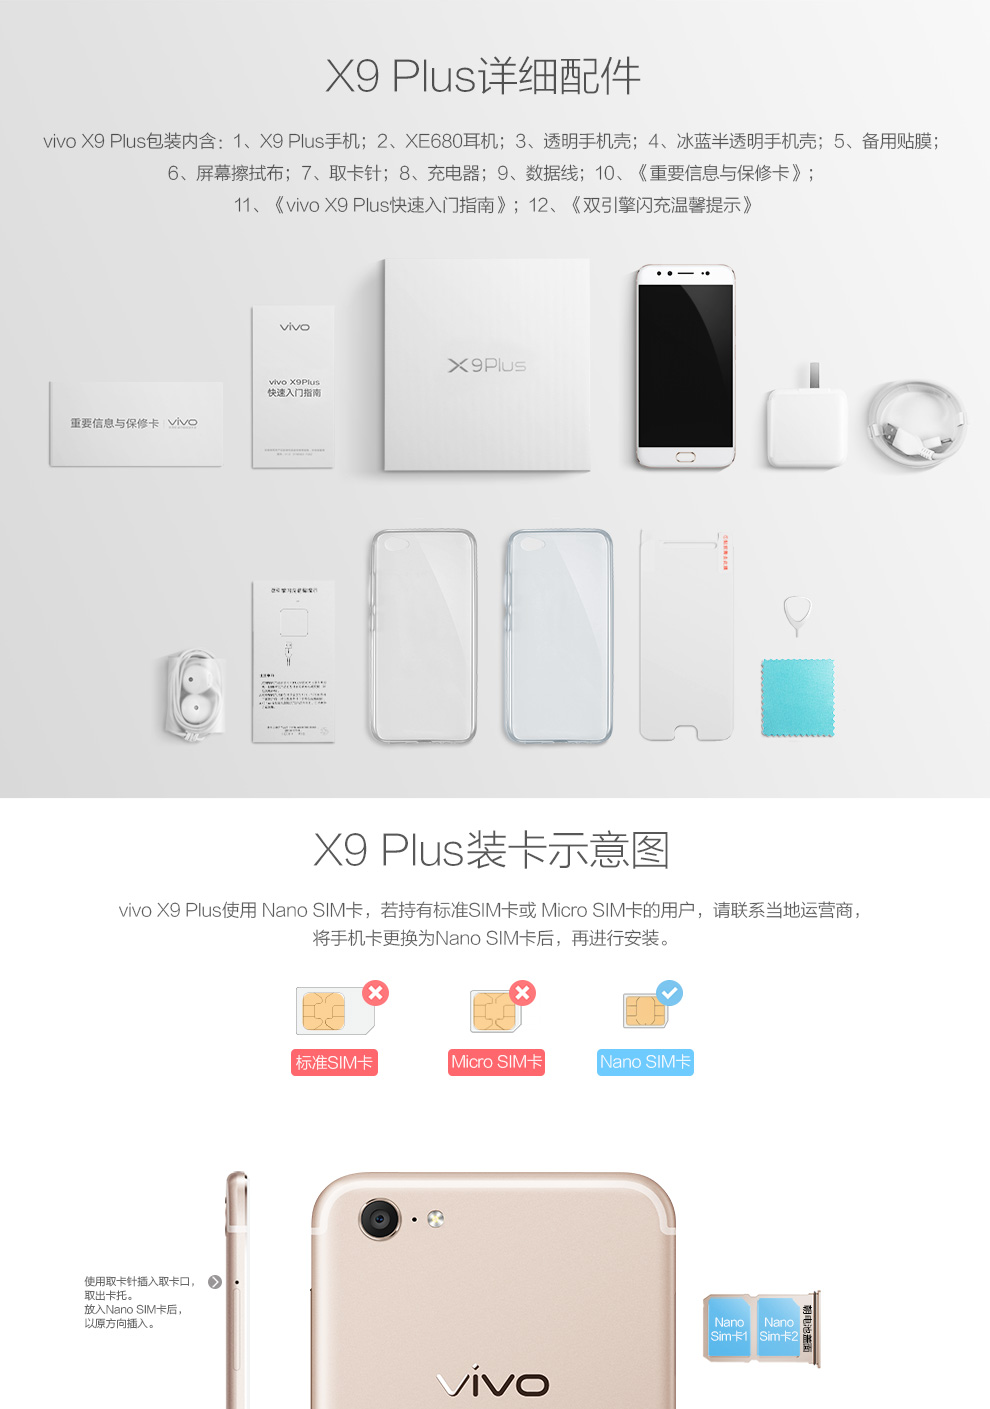 X9 Plus详细配件
vivo X9 Plus包装内含：1、X9 Plus手机；2、XE680耳机；3、透明手机壳；4、冰蓝半透明手机壳；5、备用贴膜；
6、屏幕擦拭布；7、取卡针；8、充电器；9、数据线；10、《重要信息与保修卡》；
11、《vivo X9 Plus快速入门指南》；12、《双引擎闪充温馨提示》
vivo
vivo X9Plus
快速入门指南
X9Plus
重要信息与保修卡 | vivo
X9 Plus装卡示意图
vivo X9 Plus使用 Nano SIM卡，若持有标准SIM卡或 Micro SIM卡的用户，请联系当地运营商，
将手机卡更换为Nano SIM卡后，再进行安装。
标准SIM卡
Micro SIM卡
Nano SIM卡
使用取卡针插入取卡口，
取出卡托。
放入Nano SIM卡后，
以原方向插入。
Nano
Sim卡1
Nano
Sim卡2
朝电池盖面
vivo